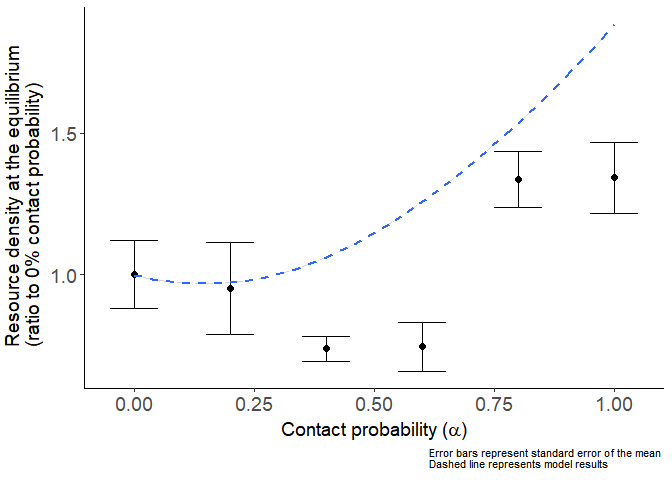 Resource density at the equilibrium
(ratio to 0% contact probability)
1.5
1.0
0.00 0.25 0.50 0.75 1.00
Contact probability (α)
Error bars represent standard error of the mean
Dashed line represents model results